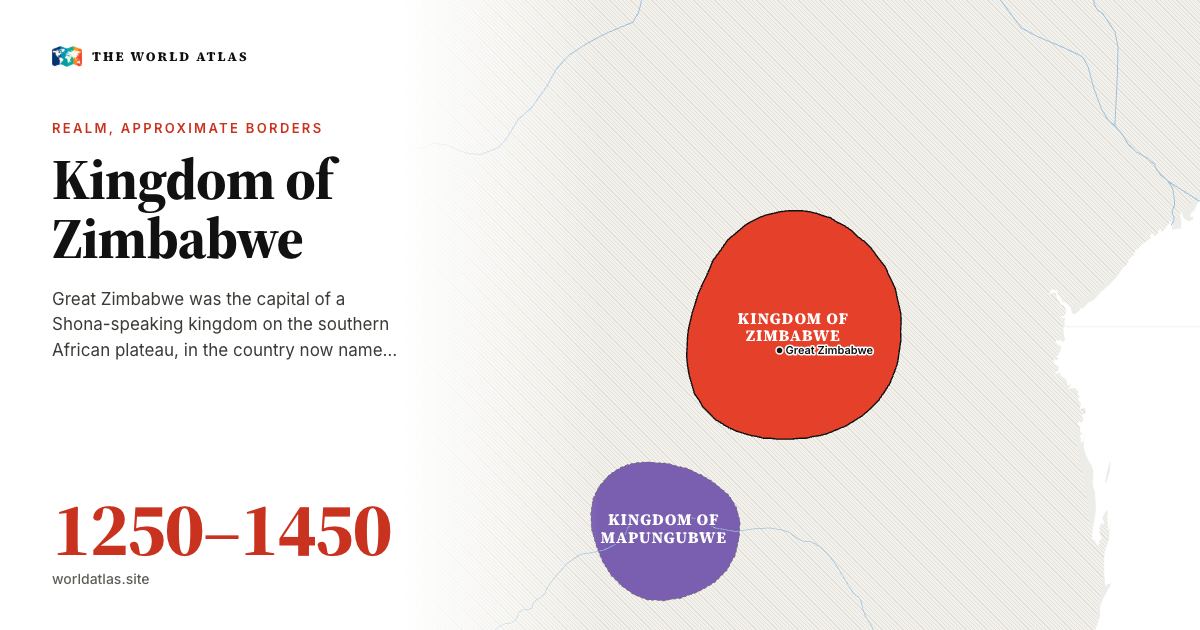 THE WORLD ATLAS
REALM, APPROXIMATE BORDERS
Kingdom of
Zimbabwe
Great Zimbabwe was the capital of a
Shona-speaking kingdom on the southern
African plateau, in the country now name...
1250–1450
worldatlas.site
KINGDOM OF
ZIMBABWE
Great Zimbabwe
KINGDOM OF
MAPUNGUBWE